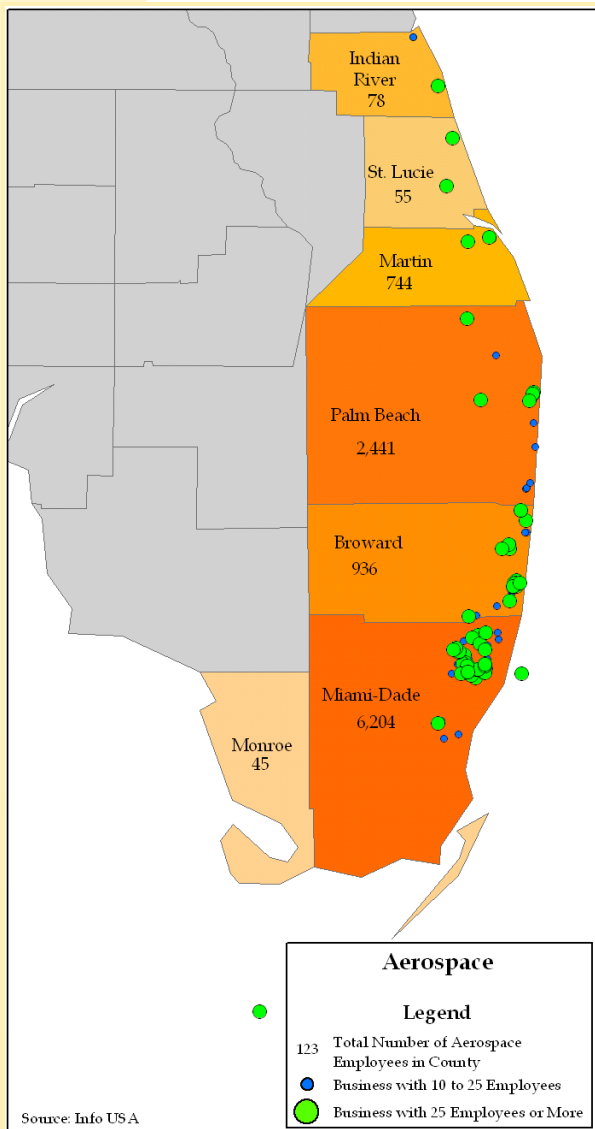 Indian
River
78
St. Lucie
55
Martin
744
Palm Beach
2,441
Broward
936
Miami-Dade
6,204
Monroe
45
Aerospace
Legend
123 Total Number of Aerospace
Employees in County
Business with 10 to 25 Employees
Business with 25 Employees or More
Source: Info USA